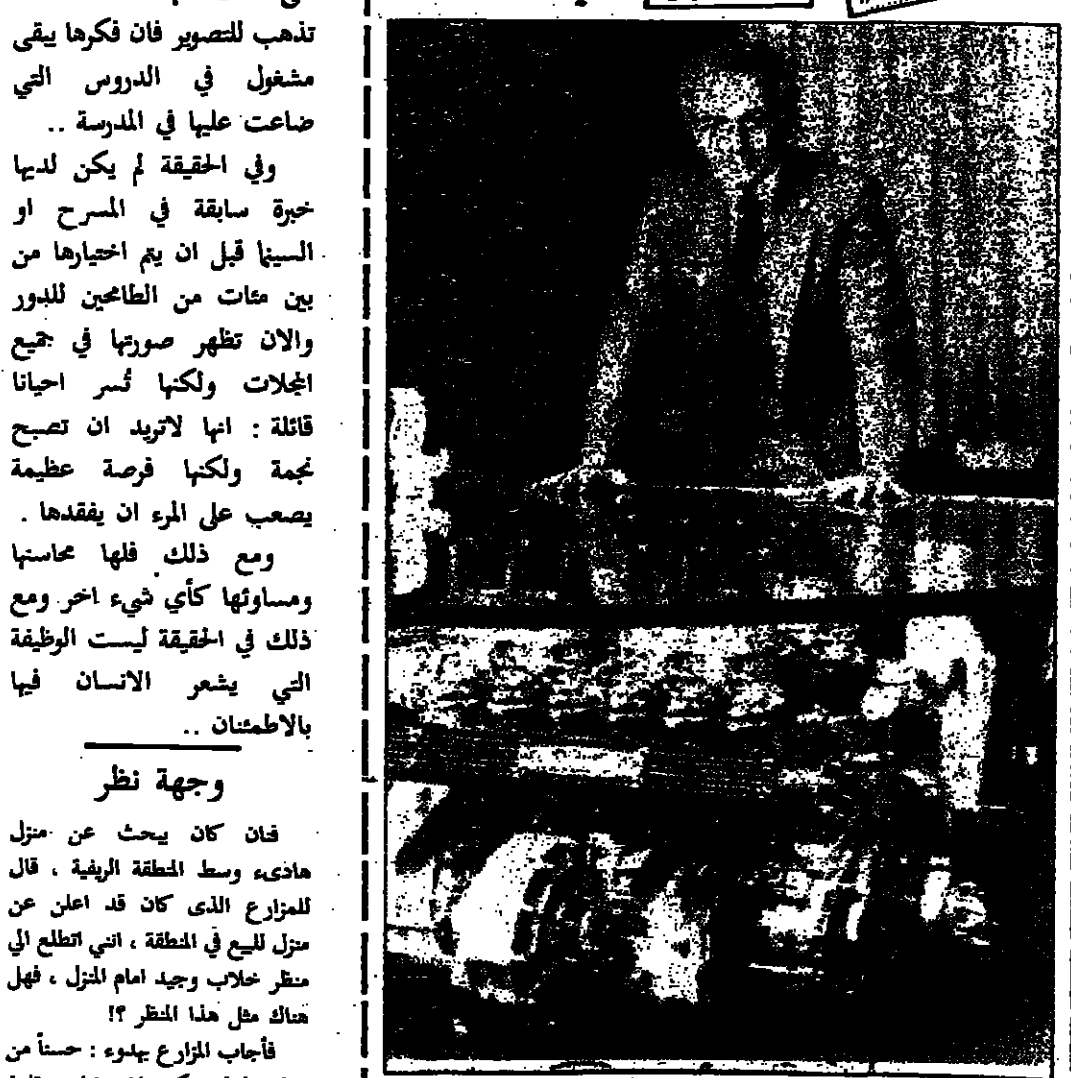 تذهب للتصوير فان فكرها يبقى
مشغول في الدروس التي
ضاعت عليها في المدرسة ..
وفي الحقيقة لم يكن لديها
خبرة سابقة في المسرح او
السينما قبل ان يتم اختيارها من
بين مئات من الطامحين للدور
والان تظهر صورتها في جميع
المجلات ولكنها تُسر احيانا
قائلة : انها لاتريد ان تصبح
نجمة ولكنها فرصة عظيمة
يصعب على المرء ان يفقدها .
ومع ذلك فلها محاسنها
ومساوئها كأي شيء اخر ومع
ذلك في الحقيقة ليست الوظيفة
التي يشعر الانسان فيها
بالاطمئنان ..
وجهة نظر
فنان كان يبحث عن منزل
هادىء وسط المنطقة الريفية ، قال
للمزارع الذى كان قد اعلن عن
منزل للبيع في المنطقة ، انني اتطلع الي
منظر خلاب وجيد امام المنزل ، فهل
هناك مثل هذا المنظر ؟!
فأجاب المزارع بهدوء : حسناً من